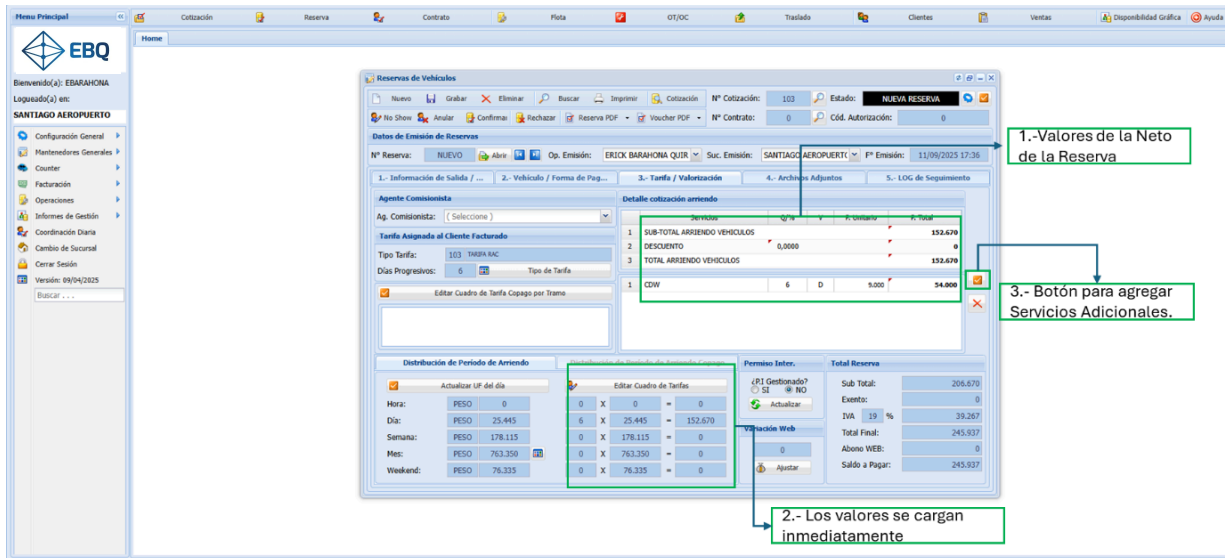 Menu Principal
Cotización Reserva Contrato Flota OT/OC Traslado Clientes Ventas Disponibilidad Gráfica Ayuda
Home
EBQ
Bienvenido(a): EBARAHONA
Logueado(a) en:
SANTIAGO AEROPUERTO
Configuración General
Mantenedores Generales
Counter
Facturación
Operaciones
Informes de Gestión
Coordinación Diaria
Cambio de Sucursal
Cerrar Sesión
Versión: 09/04/2025
Buscar . . .
Reservas de Vehículos
Nuevo Grabar Eliminar Buscar Imprimir Cotización N° Cotización: 103 Estado: NUEVA RESERVA
No Show Anular Confirmar Rechazar Reserva PDF Voucher PDF N° Contrato: 0 Cód. Autorización: 0
Datos de Emisión de Reservas
N° Reserva: NUEVO Abrir Op. Emisión: ERICK BARAHONA QUIR Suc. Emisión: SANTIAGO AEROPUERTO F° Emisión: 11/09/2025 17:36
1.- Información de Salida / ... 2.- Vehículo / Forma de Pag... 3.- Tarifa / Valorización 4.- Archivos Adjuntos 5.- LOG de Seguimiento
Agente Comisionista
Ag. Comisionista: ( Seleccione )
Tarifa Asignada al Cliente Facturado
Tipo Tarifa: 103 TARIFA RAC
Días Progresivos: 6 Tipo de Tarifa
Editar Cuadro de Tarifa Copago por Tramo
Detalle cotización arriendo
Servicios Q/% V P. Unitario P. Total
1 SUB-TOTAL ARRIENDO VEHICULOS 152.670
2 DESCUENTO 0,0000 0
3 TOTAL ARRIENDO VEHICULOS 152.670
1 CDW 6 D 9.000 54.000
Distribución de Período de Arriendo Distribución de Período de Arriendo Copago
Actualizar UF del día Editar Cuadro de Tarifas
Hora: PESO 0 0 X 0 = 0
Día: PESO 25.445 6 X 25.445 = 152.670
Semana: PESO 178.115 0 X 178.115 = 0
Mes: PESO 763.350 0 X 763.350 = 0
Weekend: PESO 76.335 0 X 76.335 = 0
Permiso Inter.
¿P.I Gestionado?
SI NO
Actualizar
Variación Web
0
Ajustar
Total Reserva
Sub Total: 206.670
Exento: 0
IVA 19 % 39.267
Total Final: 245.937
Abono WEB: 0
Saldo a Pagar: 245.937
1.-Valores de la Neto
de la Reserva
3.- Botón para agregar
Servicios Adicionales.
2.- Los valores se cargan
inmediatamente